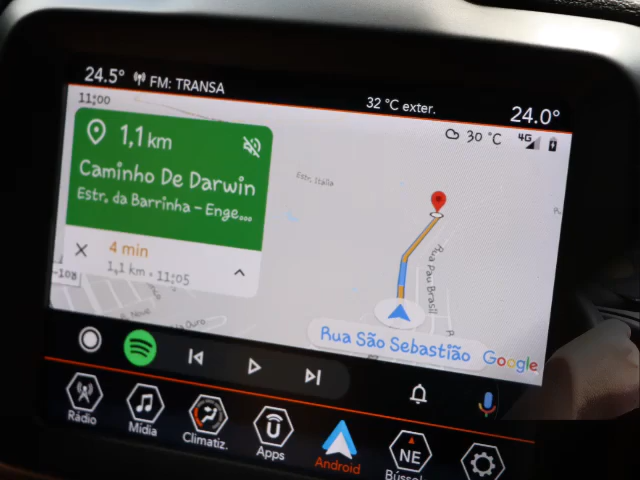 24.5° FM: TRANSA 32 °C exter. 24.0°
11:00 30 °C 4G
1,1 km
Caminho De Darwin
Estr. da Barrinha – Enge...
4 min
1,1 km · 11:05
Estr. Itália
Rua Pau Brasil
-108
Rua São Sebastião
Google
Rádio Mídia Climatiz. Apps Android NE